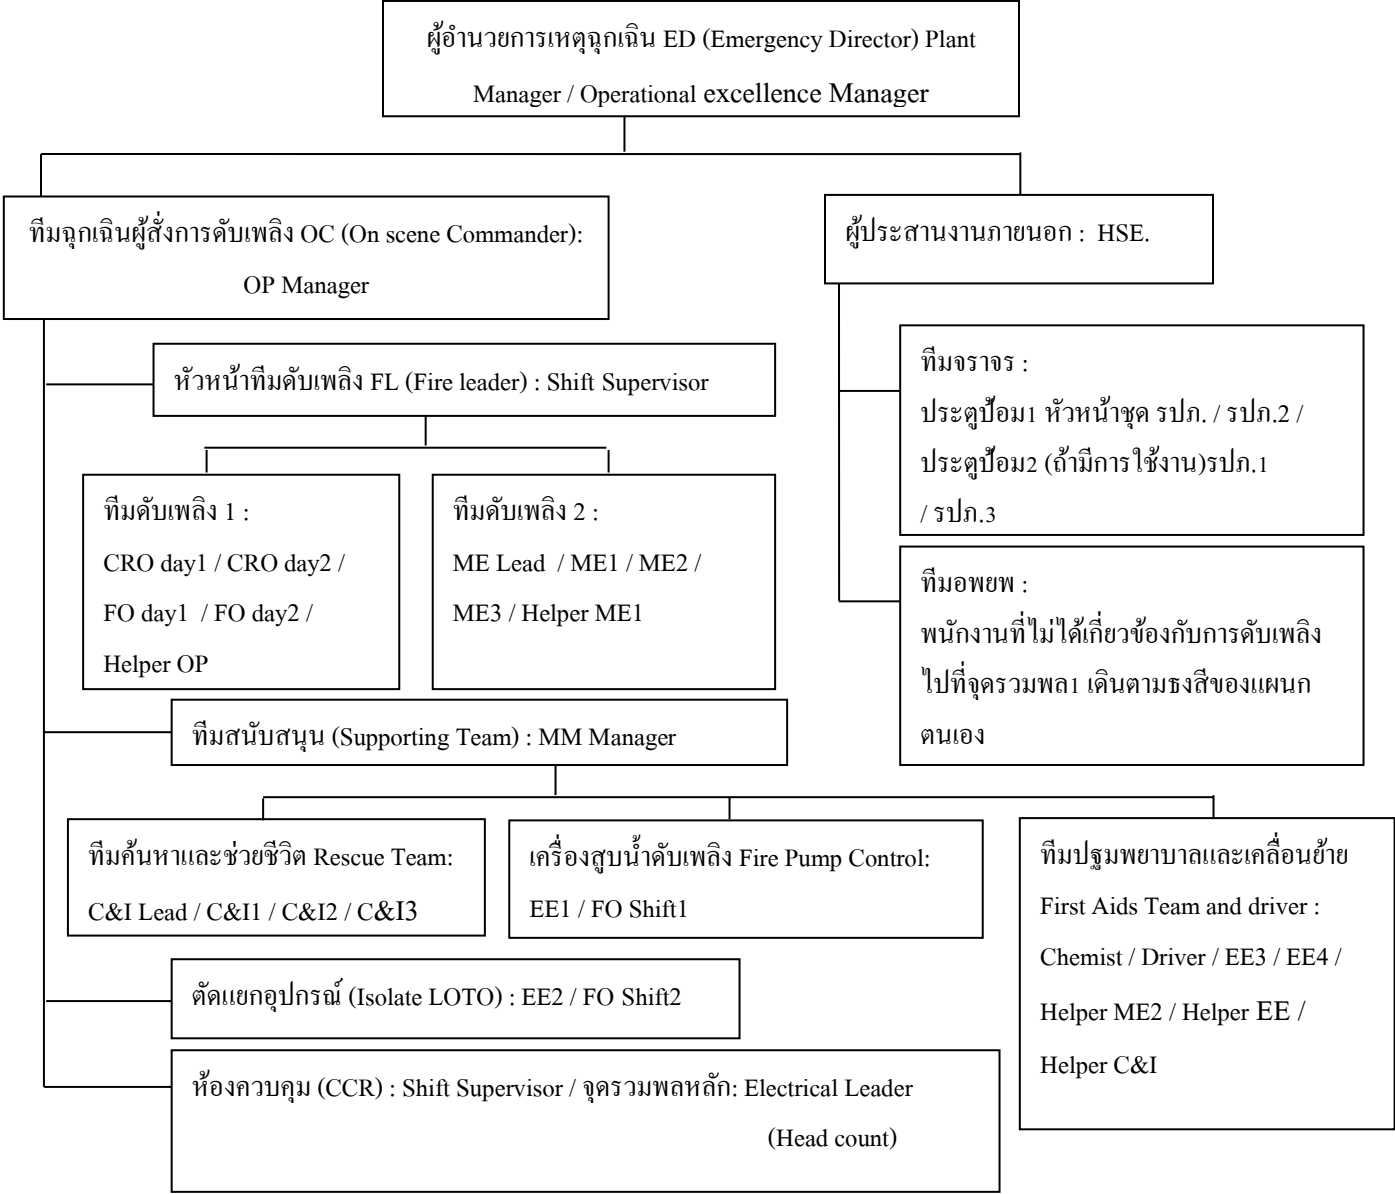 ผู้อำนวยการเหตุฉุกเฉิน ED (Emergency Director) Plant
Manager / Operational excellence Manager
ทีมฉุกเฉินผู้สั่งการดับเพลิง OC (On scene Commander):
OP Manager
ผู้ประสานงานภายนอก : HSE.
หัวหน้าทีมดับเพลิง FL (Fire leader) : Shift Supervisor
ทีมดับเพลิง 1 :
CRO day1 / CRO day2 /
FO day1 / FO day2 /
Helper OP
ทีมดับเพลิง 2 :
ME Lead / ME1 / ME2 /
ME3 / Helper ME1
ทีมจราจร :
ประตูป้อม1 หัวหน้าชุด รปภ. / รปภ.2 /
ประตูป้อม2 (ถ้ามีการใช้งาน)รปภ.1
/ รปภ.3
ทีมอพยพ :
พนักงานที่ไม่ได้เกี่ยวข้องกับการดับเพลิง
ไปที่จุดรวมพล1 เดินตามธงสีของแผนก
ตนเอง
ทีมสนับสนุน (Supporting Team) : MM Manager
ทีมค้นหาและช่วยชีวิต Rescue Team:
C&I Lead / C&I1 / C&I2 / C&I3
เครื่องสูบน้ำดับเพลิง Fire Pump Control:
EE1 / FO Shift1
ทีมปฐมพยาบาลและเคลื่อนย้าย
First Aids Team and driver :
Chemist / Driver / EE3 / EE4 /
Helper ME2 / Helper EE /
Helper C&I
ตัดแยกอุปกรณ์ (Isolate LOTO) : EE2 / FO Shift2
ห้องควบคุม (CCR) : Shift Supervisor / จุดรวมพลหลัก: Electrical Leader
(Head count)